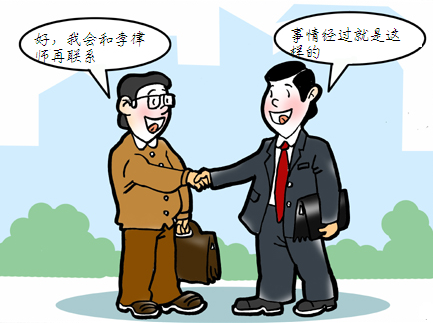 好，我会和李律
师再联系
事情经过就是这
样的